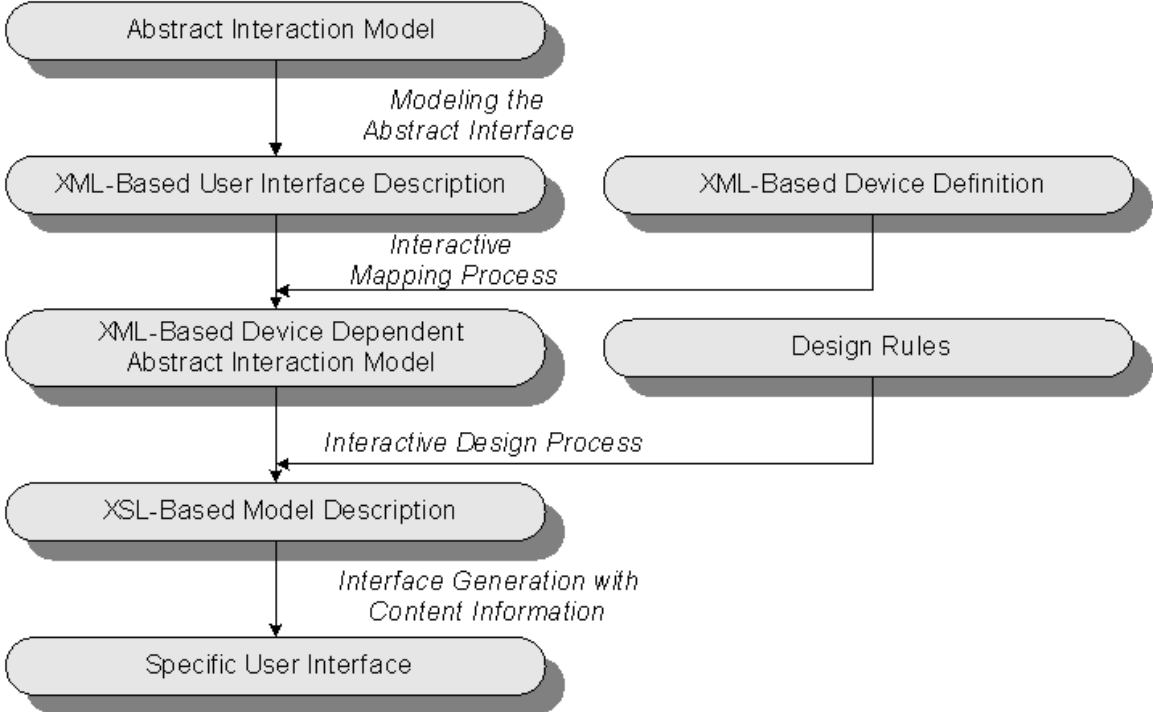 Abstract Interaction Model
Modeling the
Abstract Interface
XML-Based User Interface Description
XML-Based Device Definition
Interactive
Mapping Process
XML-Based Device Dependent
Abstract Interaction Model
Design Rules
Interactive Design Process
XSL-Based Model Description
Interface Generation with
Content Information
Specific User Interface